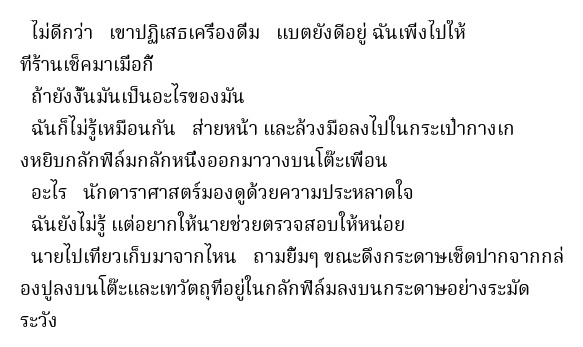 ไม่ดีกว่า เขาปฏิเสธเครื่องดื่ม แบตยังดีอยู่ ฉันเพิ่งไปให้
ที่ร้านเช็คมาเมื่อกี้
ถ้ายังงั้นมันเป็นอะไรของมัน
ฉันก็ไม่รู้เหมือนกัน ส่ายหน้า และล้วงมือลงไปในกระเป๋ากางเก
งหยิบกลักฟิล์มกลักหนึ่งออกมาวางบนโต๊ะเพื่อน
อะไร นักดาราศาสตร์มองดูด้วยความประหลาดใจ
ฉันยังไม่รู้ แต่อยากให้นายช่วยตรวจสอบให้หน่อย
นายไปเที่ยวเก็บมาจากไหน ถามยิ้มๆ ขณะดึงกระดาษเช็ดปากจากกล่
องปูลงบนโต๊ะและเทวัตถุที่อยู่ในกลักฟิล์มลงบนกระดาษอย่างระมัด
ระวัง